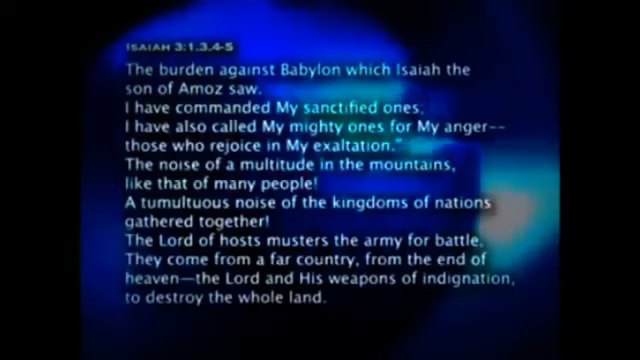 ISAIAH 3:1,3,4-5
The burden against Babylon which Isaiah the
son of Amoz saw.
I have commanded My sanctified ones;
I have also called My mighty ones for My anger--
those who rejoice in My exaltation."
The noise of a multitude in the mountains,
like that of many people!
A tumultuous noise of the kingdoms of nations
gathered together!
The Lord of hosts musters the army for battle.
They come from a far country, from the end of
heaven—the Lord and His weapons of indignation,
to destroy the whole land.